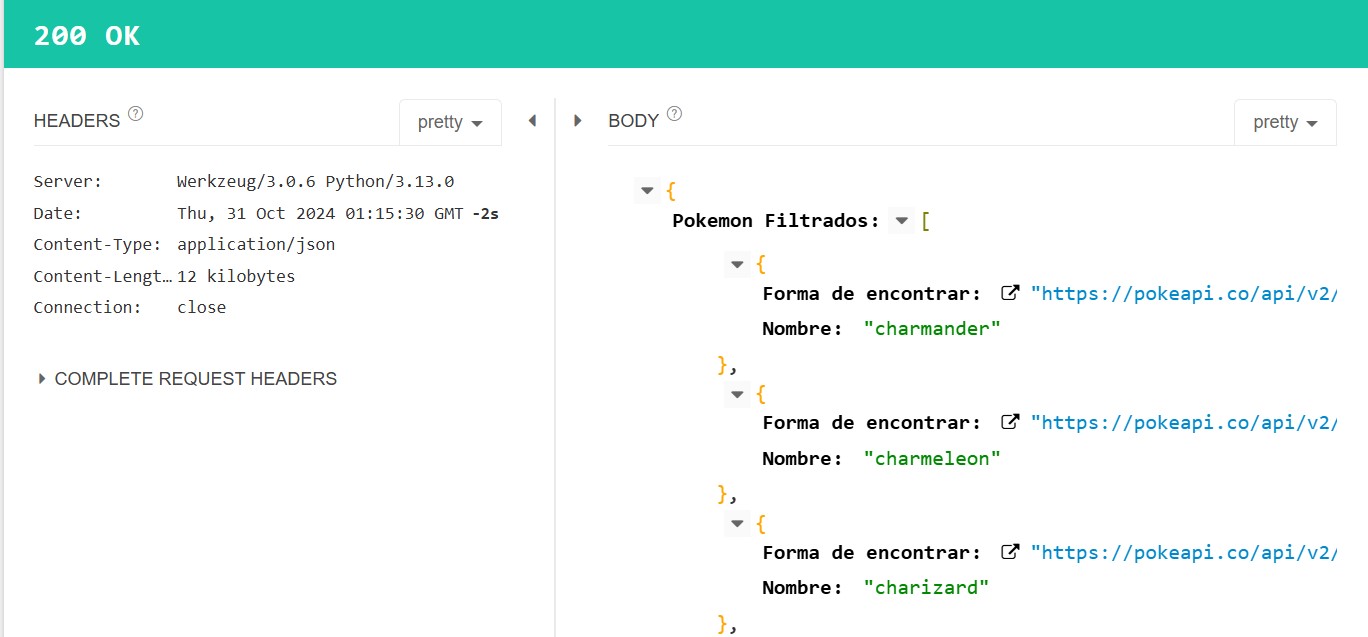 200 OK
HEADERS ?
pretty
Server: Werkzeug/3.0.6 Python/3.13.0
Date: Thu, 31 Oct 2024 01:15:30 GMT -2s
Content-Type: application/json
Content-Lengt… 12 kilobytes
Connection: close
COMPLETE REQUEST HEADERS
BODY ?
pretty
{
Pokemon Filtrados: [
{
Forma de encontrar: "https://pokeapi.co/api/v2/
Nombre: "charmander"
},
{
Forma de encontrar: "https://pokeapi.co/api/v2/
Nombre: "charmeleon"
},
{
Forma de encontrar: "https://pokeapi.co/api/v2/
Nombre: "charizard"
},